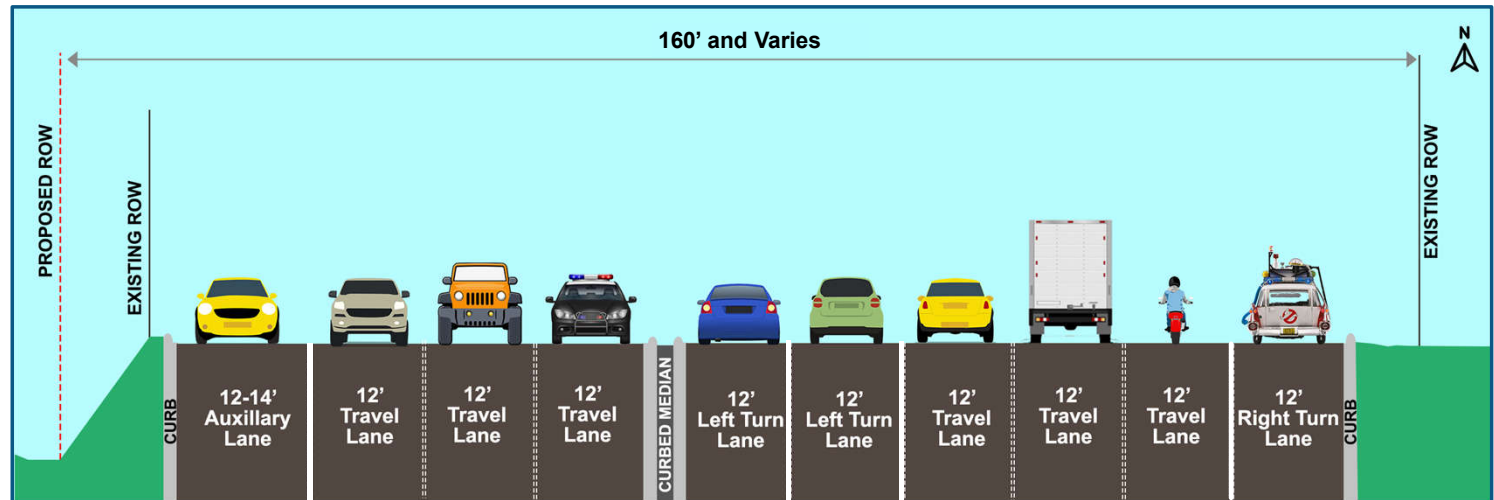 160’ and Varies
N
PROPOSED ROW
EXISTING ROW
EXISTING ROW
CURB
12-14’
Auxillary
Lane
12’
Travel
Lane
12’
Travel
Lane
12’
Travel
Lane
CURBED MEDIAN
12’
Left Turn
Lane
12’
Left Turn
Lane
12’
Travel
Lane
12’
Travel
Lane
12’
Travel
Lane
12’
Right Turn
Lane
CURB